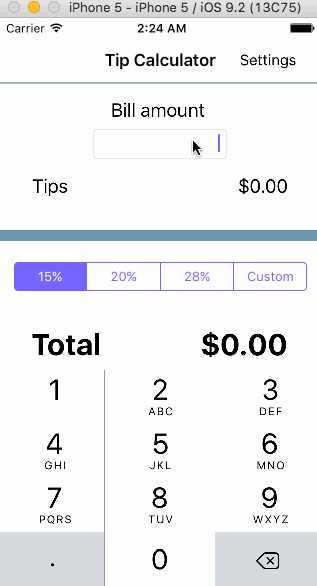 iPhone 5 - iPhone 5 / iOS 9.2 (13C75)
Carrier 2:24 AM
Tip Calculator Settings
Bill amount
Tips $0.00
15% 20% 28% Custom
Total $0.00
1 2 3
ABC DEF
4 5 6
GHI JKL MNO
7 8 9
PQRS TUV WXYZ
. 0